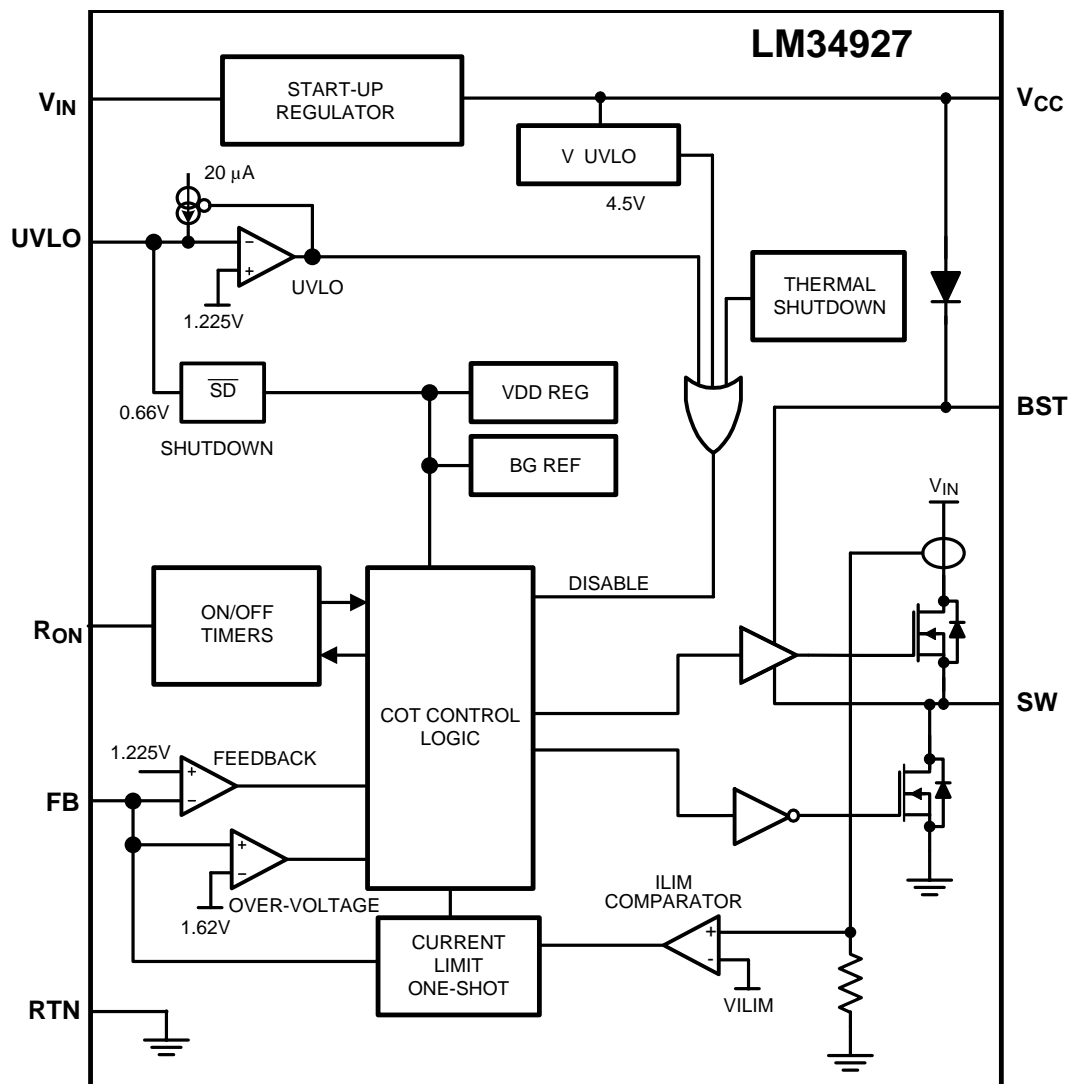 LM34927
VIN
START-UP
REGULATOR
VCC
V UVLO
4.5V
20 μA
UVLO
UVLO
1.225V
THERMAL
SHUTDOWN
SD
0.66V
SHUTDOWN
VDD REG
BG REF
BST
VIN
DISABLE
RON
ON/OFF
TIMERS
COT CONTROL
LOGIC
SW
1.225V
FEEDBACK
+
-
FB
+
-
OVER-VOLTAGE
1.62V
ILIM
COMPARATOR
+
-
VILIM
CURRENT
LIMIT
ONE-SHOT
RTN
-
+